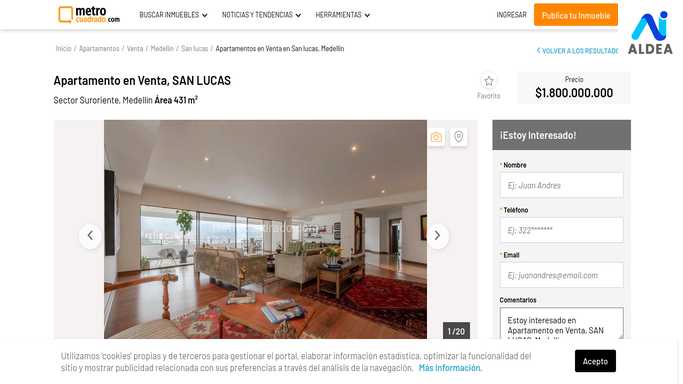 metro
cuadrado.com
BUSCAR INMUEBLES
NOTICIAS Y TENDENCIAS
HERRAMIENTAS
INGRESAR
Publica tu Inmueble
ALDEA
Inicio / Apartamentos / Venta / Medellin / San lucas / Apartamentos en Venta en San lucas, Medellin
VOLVER A LOS RESULTAD
Apartamento en Venta, SAN LUCAS
Sector Suroriente, Medellin Área 431 m²
Favorito
Precio
$1.800.000.000
¡Estoy Interesado!
* Nombre
Ej: Juan Andres
* Teléfono
Ej: 322*******
* Email
Ej: juanandres@email.com
Comentarios
Estoy interesado en
Apartamento en Venta, SAN
1 / 20
Utilizamos 'cookies' propias y de terceros para gestionar el portal, elaborar información estadística, optimizar la funcionalidad del
sitio y mostrar publicidad relacionada con sus preferencias a través del análisis de la navegación. Más Información.
Acepto